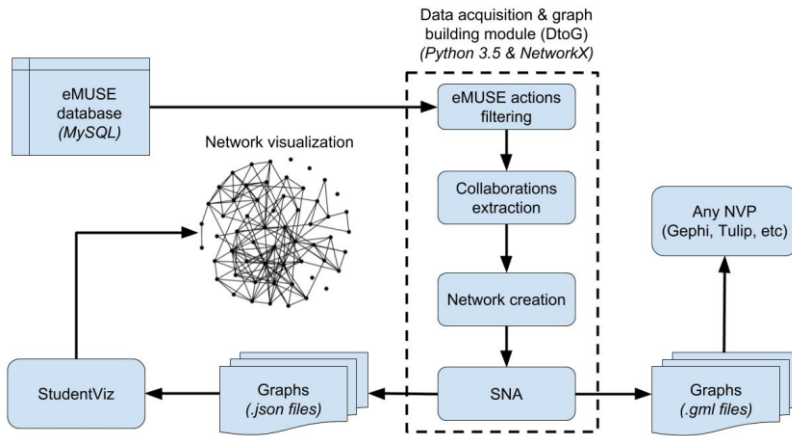 Data acquisition & graph
building module (DtoG)
(Python 3.5 & NetworkX)
eMUSE
database
(MySQL)
eMUSE actions
filtering
Network visualization
Collaborations
extraction
Any NVP
(Gephi, Tulip, etc)
Network creation
StudentViz
Graphs
(.json files)
SNA
Graphs
(.gml files)